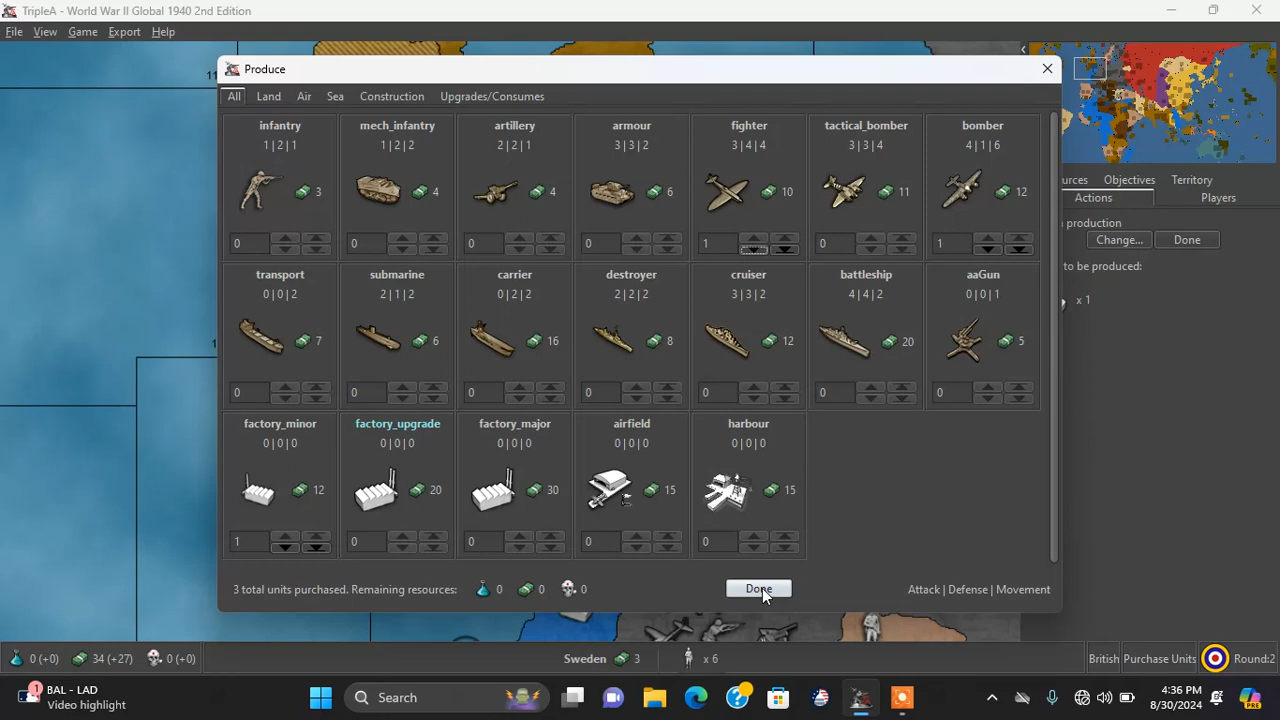 TripleA - World War II Global 1940 2nd Edition
File View Game Export Help
11
Produce
All Land Air Sea Construction Upgrades/Consumes
infantry mech_infantry artillery armour fighter tactical_bomber bomber
1|2|1 1|2|2 2|2|1 3|3|2 3|4|4 3|3|4 4|1|6
3 4 4 6 10 11 12
0 0 0 0 1 0 1
transport submarine carrier destroyer cruiser battleship aaGun
0|0|2 2|1|2 0|2|2 2|2|2 3|3|2 4|4|2 0|0|1
7 6 16 8 12 20 5
0 0 0 0 0 0 0
factory_minor factory_upgrade factory_major airfield harbour
0|0|0 0|0|0 0|0|0 0|0|0 0|0|0
12 20 30 15 15
1 0 0 0 0
3 total units purchased. Remaining resources: 0 0 0
Done
Attack | Defense | Movement
Objectives Territory
Actions Players
production
Change... Done
to be produced:
x 1
0 (+0) 34 (+27) 0 (+0)
Sweden 3 x 6
British Purchase Units Round:2
1
BAL - LAD
Video highlight
Search
4:36 PM
8/30/2024
PRE